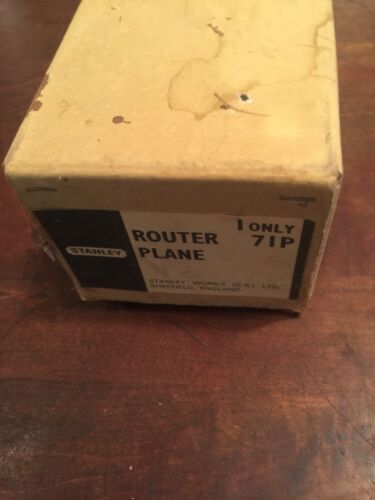 STANLEY
ROUTER
PLANE
1 ONLY
71P
STANLEY WORKS (G.B.) LTD.
SHEFFIELD, ENGLAND.